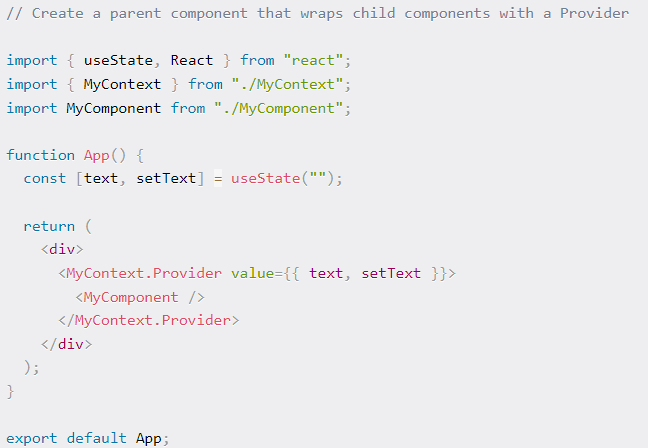 // Create a parent component that wraps child components with a Provider
import { useState, React } from "react";
import { MyContext } from "./MyContext";
import MyComponent from "./MyComponent";
function App() {
const [text, setText] = useState("");
return (
<div>
<MyContext.Provider value={{ text, setText }}>
<MyComponent />
</MyContext.Provider>
</div>
);
}
export default App;